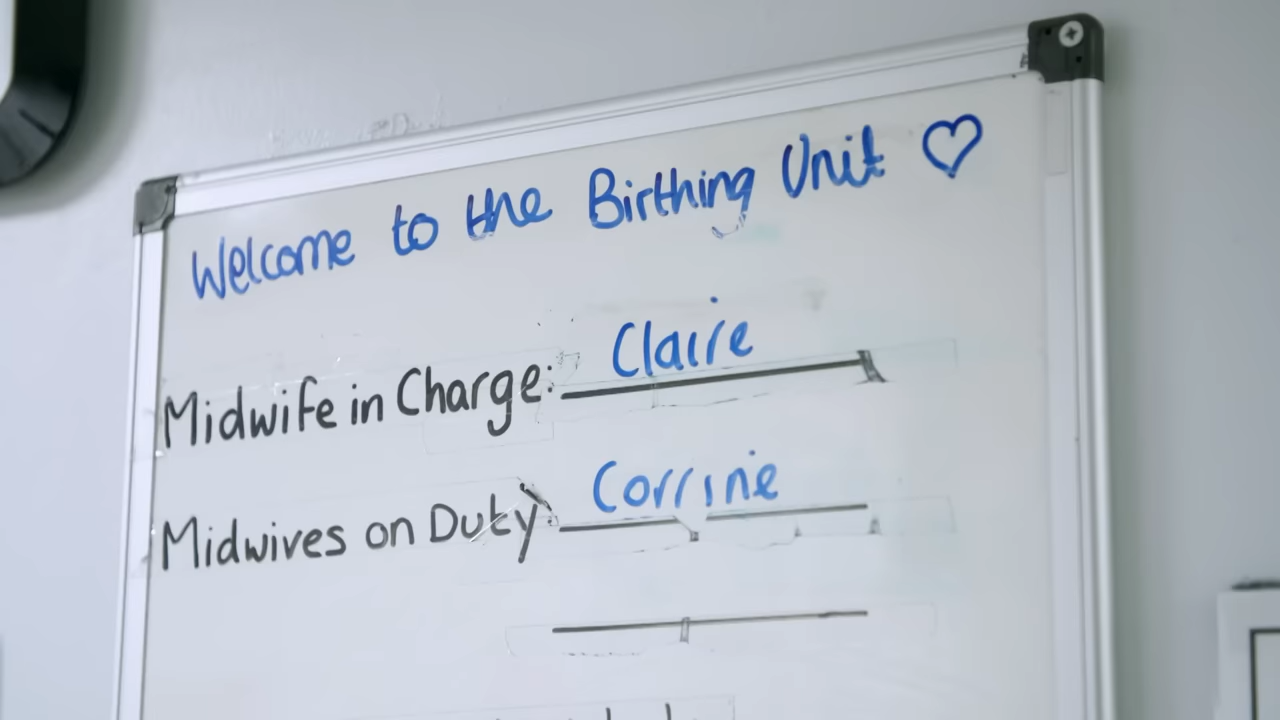 Welcome to the Birthing Unit ♡
Midwife in Charge: Claire
Midwives on Duty: Corrine